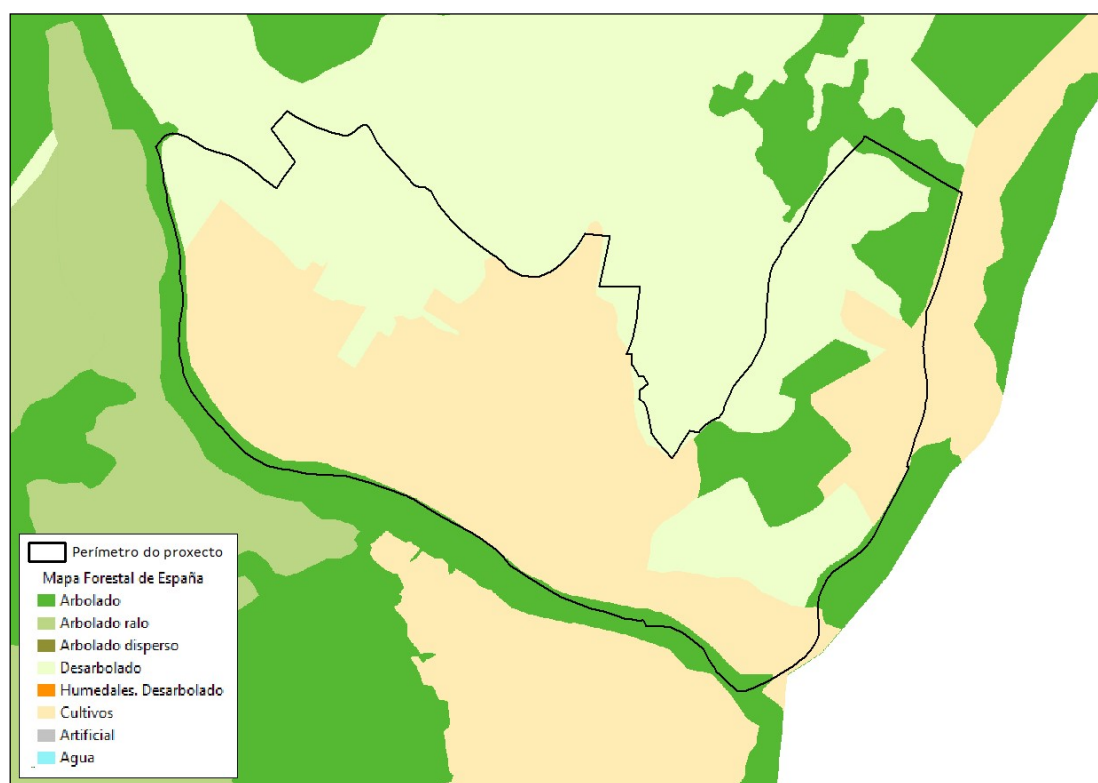 Perímetro do proxecto
Mapa Forestal de España
Arbolado
Arbolado ralo
Arbolado disperso
Desarbolado
Humedales. Desarbolado
Cultivos
Artificial
Agua